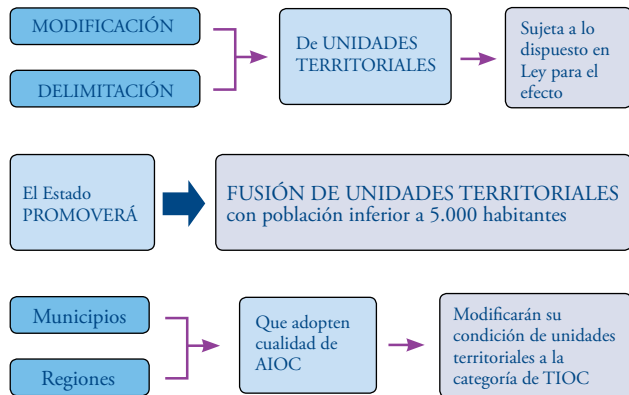 MODIFICACIÓN
DELIMITACIÓN
De UNIDADES
TERRITORIALES
Sujeta a lo
dispuesto en
Ley para el
efecto
El Estado
PROMOVERÁ
FUSIÓN DE UNIDADES TERRITORIALES
con población inferior a 5.000 habitantes
Municipios
Regiones
Que adopten
cualidad de
AIOC
Modificarán su
condición de unidades
territoriales a la
categoría de TIOC